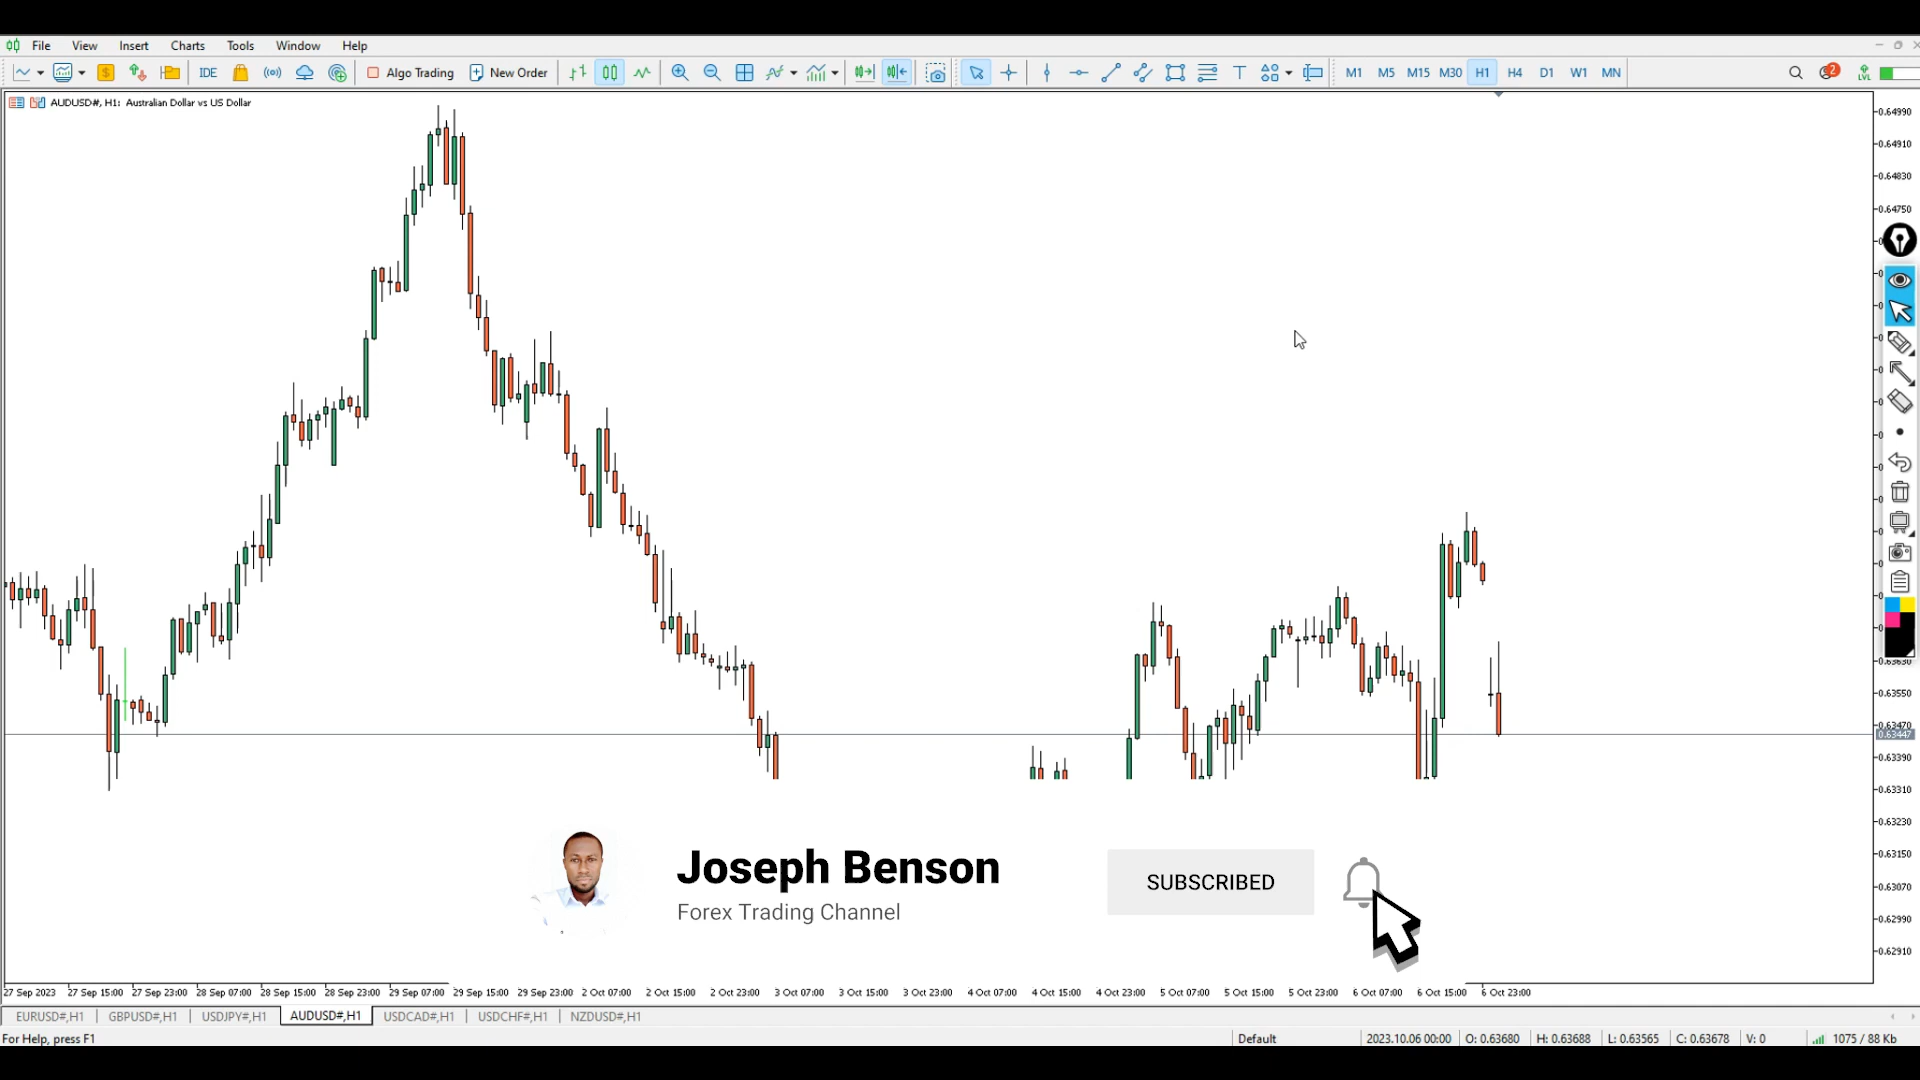 File View Insert Charts Tools Window Help
IDE Algo Trading New Order T M1 M5 M15 M30 H1 H4 D1 W1 MN 2 LVL
AUDUSD#, H1: Australian Dollar vs US Dollar
0.64990
0.64910
0.64830
0.64750
0.63630
0.63550
0.63470
0.63447
0.63390
0.63310
0.63230
0.63150
0.63070
0.62990
0.62910
Joseph Benson
Forex Trading Channel
SUBSCRIBED
27 Sep 2023 27 Sep 15:00 27 Sep 23:00 28 Sep 07:00 28 Sep 15:00 28 Sep 23:00 29 Sep 07:00 29 Sep 15:00 29 Sep 23:00 2 Oct 07:00 2 Oct 15:00 2 Oct 23:00 3 Oct 07:00 3 Oct 15:00 3 Oct 23:00 4 Oct 07:00 4 Oct 15:00 4 Oct 23:00 5 Oct 07:00 5 Oct 15:00 5 Oct 23:00 6 Oct 07:00 6 Oct 15:00 6 Oct 23:00
EURUSD#,H1 GBPUSD#,H1 USDJPY#,H1 AUDUSD#,H1 USDCAD#,H1 USDCHF#,H1 NZDUSD#,H1
For Help, press F1 Default 2023.10.06 00:00 O: 0.63680 H: 0.63688 L: 0.63565 C: 0.63678 V: 0 1075 / 88 Kb